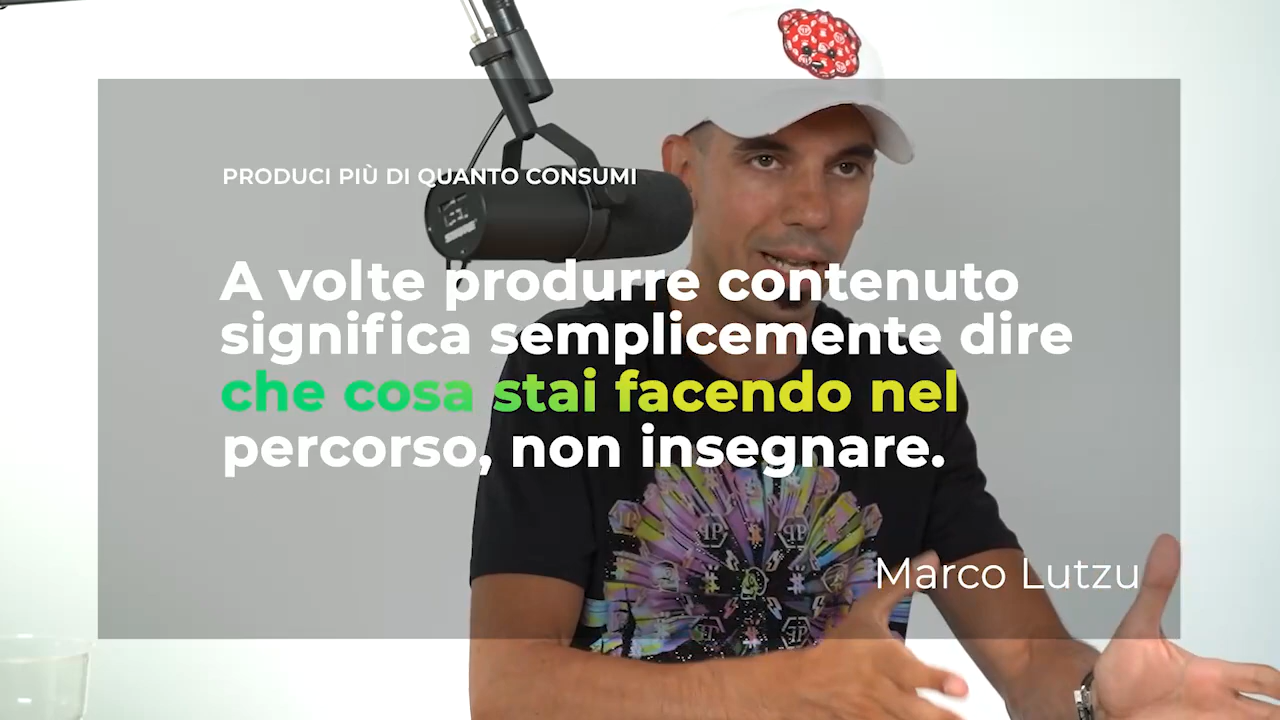 PRODUCI PIÙ DI QUANTO CONSUMI
A volte produrre contenuto
significa semplicemente dire
che cosa stai facendo nel
percorso, non insegnare.
Marco Lutzu